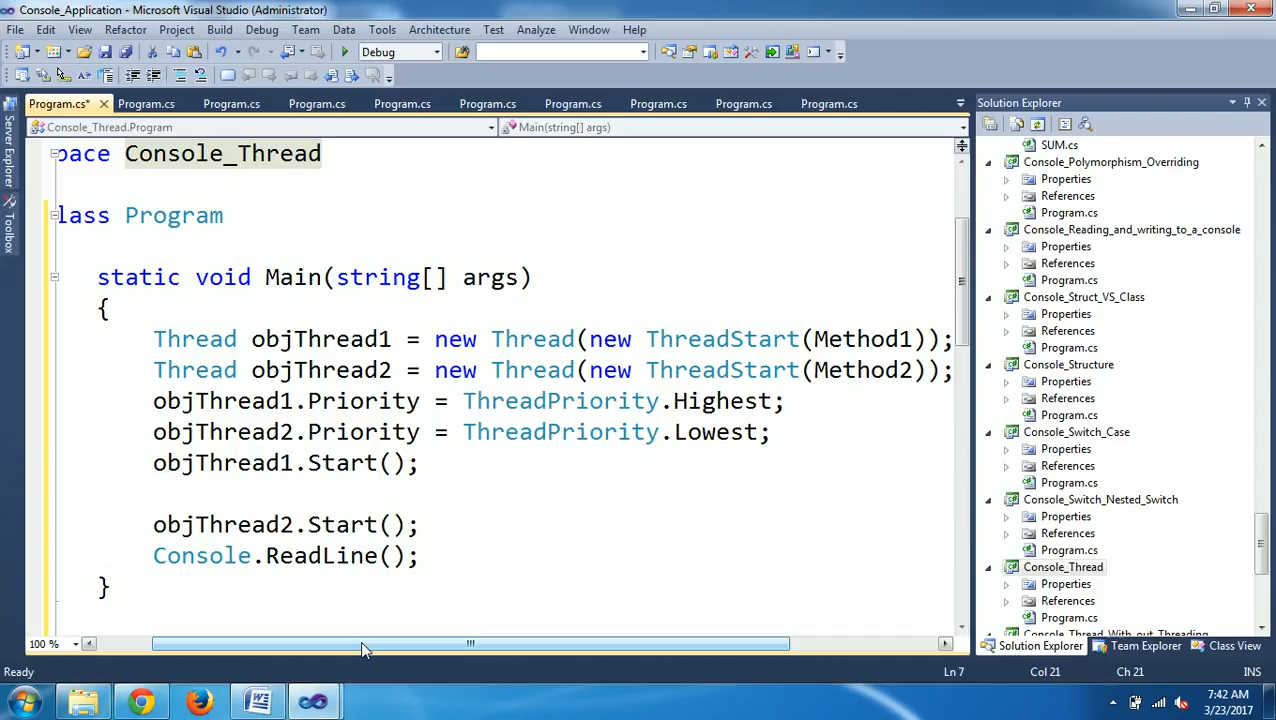 Console_Application - Microsoft Visual Studio (Administrator)
File Edit View Refactor Project Build Debug Team Data Tools Architecture Test Analyze Window Help
Debug
Program.cs* Program.cs Program.cs Program.cs Program.cs Program.cs Program.cs Program.cs Program.cs Program.cs
Console_Thread.Program Main(string[] args)
pace Console_Thread
lass Program
static void Main(string[] args)
{
Thread objThread1 = new Thread(new ThreadStart(Method1));
Thread objThread2 = new Thread(new ThreadStart(Method2));
objThread1.Priority = ThreadPriority.Highest;
objThread2.Priority = ThreadPriority.Lowest;
objThread1.Start();
objThread2.Start();
Console.ReadLine();
}
100 %
Server Explorer
Toolbox
Solution Explorer
SUM.cs
Console_Polymorphism_Overriding
Properties
References
Program.cs
Console_Reading_and_writing_to_a_console
Properties
References
Program.cs
Console_Struct_VS_Class
Properties
References
Program.cs
Console_Structure
Properties
References
Program.cs
Console_Switch_Case
Properties
References
Program.cs
Console_Switch_Nested_Switch
Properties
References
Program.cs
Console_Thread
Properties
References
Program.cs
Console_Thread_With_out_Threading
Solution Explorer Team Explorer Class View
Ready Ln 7 Col 21 Ch 21 INS
7:42 AM
3/23/2017